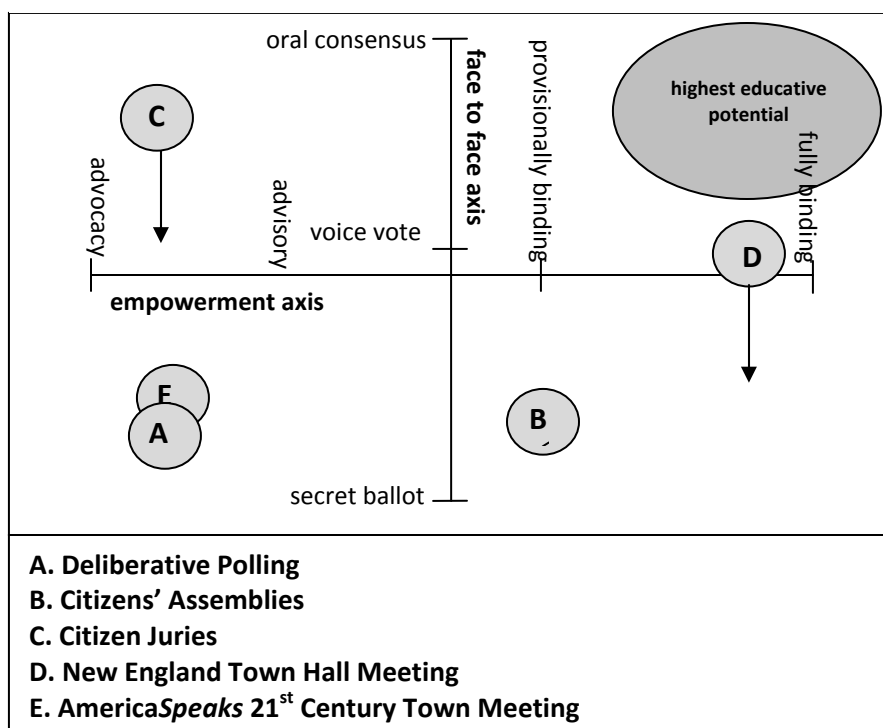 oral consensus
face to face axis
provisionally binding
highest educative
potential
C
fully binding
advocacy
advisory
voice vote
D
empowerment axis
E
A
B
secret ballot
A. Deliberative Polling
B. Citizens’ Assemblies
C. Citizen Juries
D. New England Town Hall Meeting
E. AmericaSpeaks 21st Century Town Meeting